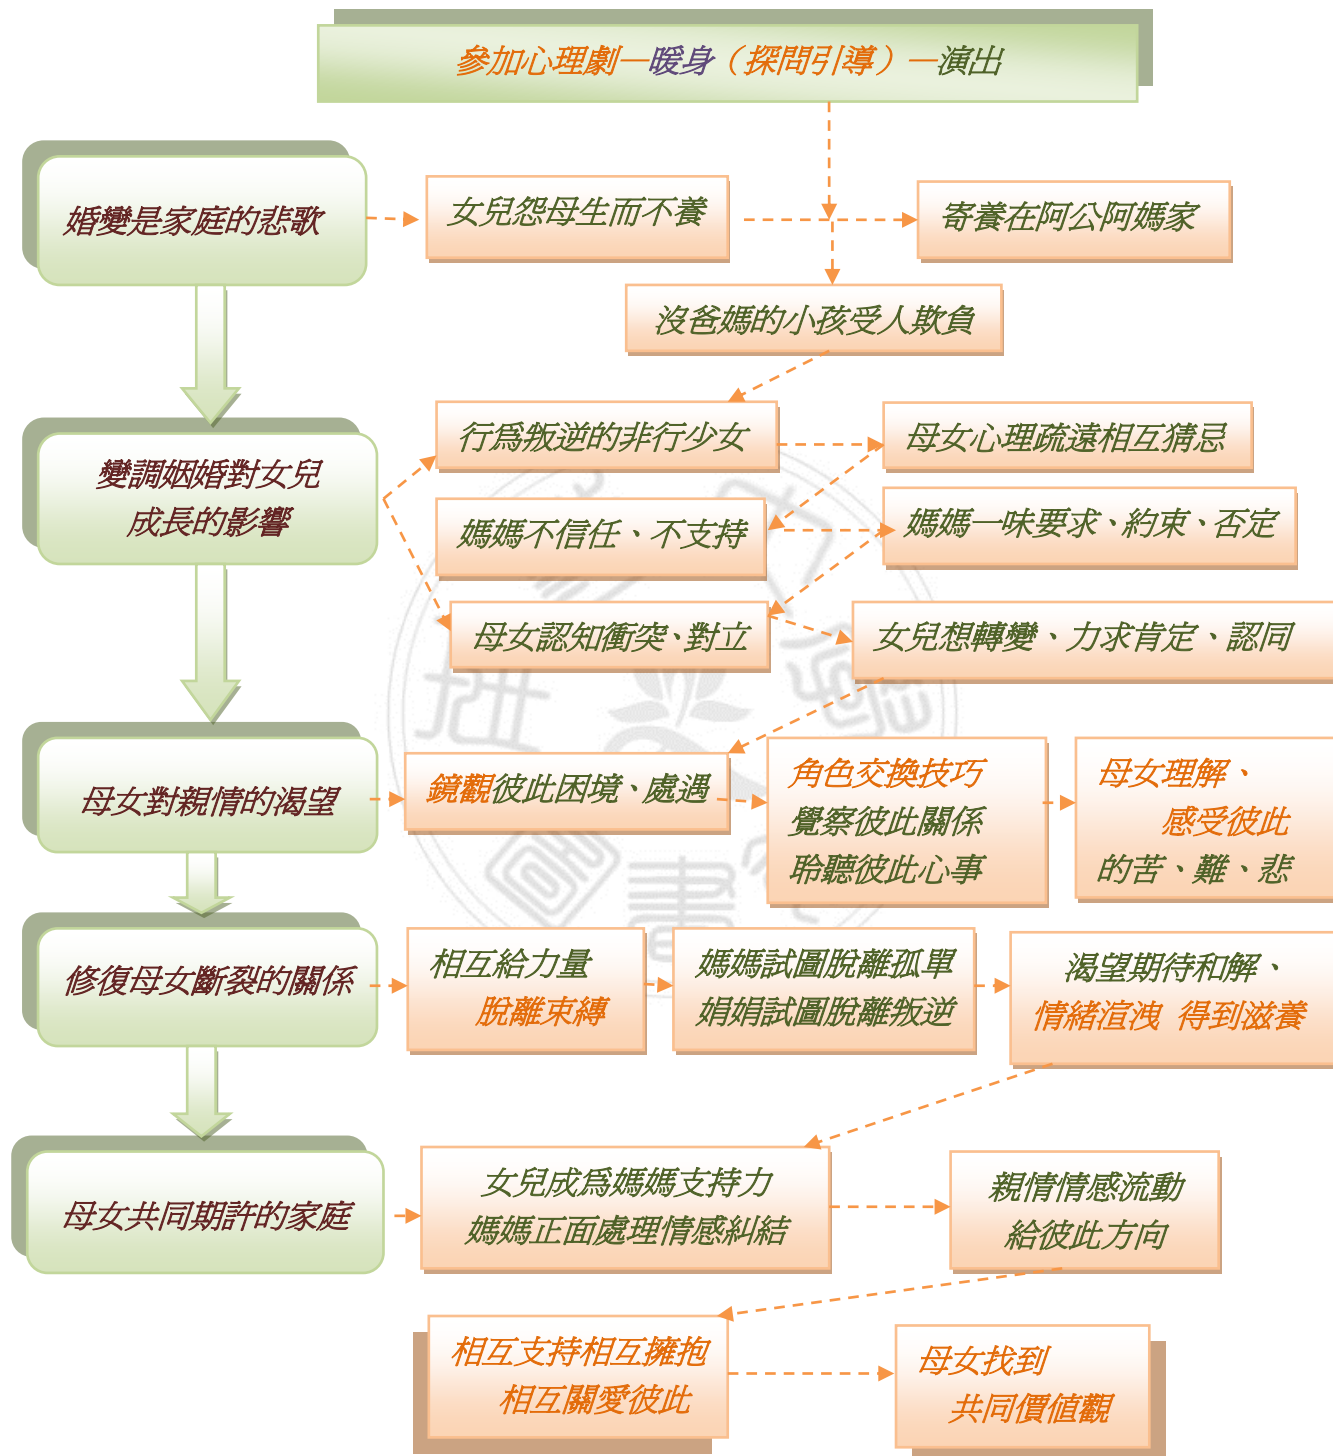 參加心理劇—暖身（探問引導）—演出
婚變是家庭的悲歌
女兒怨母生而不養
寄養在阿公阿媽家
沒爸媽的小孩受人欺負
變調姻婚對女兒
成長的影響
行為叛逆的非行少女
母女心理疏遠相互猜忌
媽媽不信任、不支持
媽媽一味要求、約束、否定
母女認知衝突、對立
女兒想轉變、力求肯定、認同
母女對親情的渴望
鏡觀彼此困境、處遇
角色交換技巧
覺察彼此關係
聆聽彼此心事
母女理解、
感受彼此
的苦、難、悲
修復母女斷裂的關係
相互給力量
脫離束縛
媽媽試圖脫離孤單
娟娟試圖脫離叛逆
渴望期待和解、
情緒渲洩 得到滋養
母女共同期許的家庭
女兒成為媽媽支持力
媽媽正面處理情感糾結
親情情感流動
給彼此方向
相互支持相互擁抱
相互關愛彼此
母女找到
共同價值觀